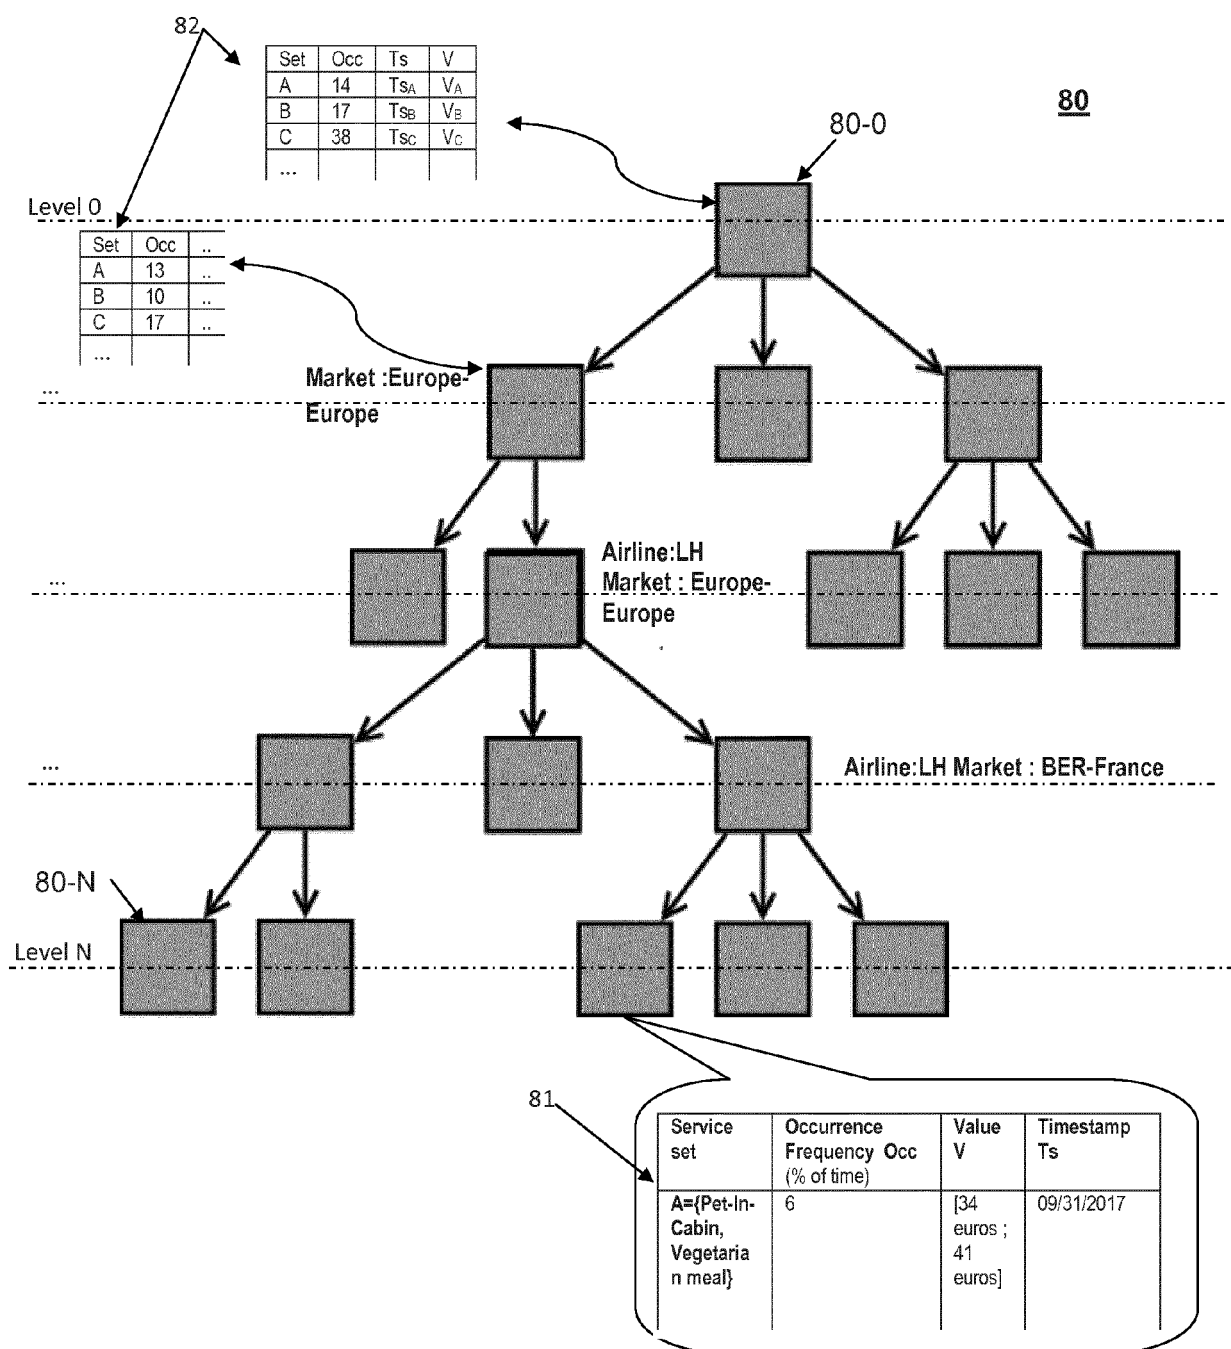 82
Set Occ Ts V
A 14 TsA VA
B 17 TsB VB
C 38 TsC VC
...
80
80-0
Level 0
Set Occ ..
A 13 ..
B 10 ..
C 17 ..
...
Market :Europe-
Europe
...
Airline:LH
Market : Europe-
Europe
...
...
Airline:LH Market : BER-France
80-N
Level N
81
Service
set
Occurrence
Frequency Occ
(% of time)
Value
V
Timestamp
Ts
A={Pet-In-
Cabin,
Vegetaria
n meal}
6
[34
euros ;
41
euros]
09/31/2017